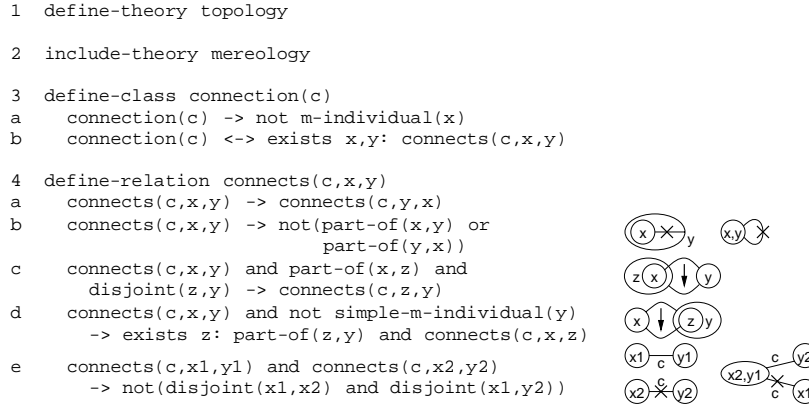 1 define-theory topology
2 include-theory mereology
3 define-class connection(c)
a connection(c) -> not m-individual(x)
b connection(c) <-> exists x,y: connects(c,x,y)
4 define-relation connects(c,x,y)
a connects(c,x,y) -> connects(c,y,x)
b connects(c,x,y) -> not(part-of(x,y) or
part-of(y,x))
x y x,y
c connects(c,x,y) and part-of(x,z) and
disjoint(z,y) -> connects(c,z,y)
z x y
d connects(c,x,y) and not simple-m-individual(y)
-> exists z: part-of(z,y) and connects(c,x,z)
x z y
e connects(c,x1,y1) and connects(c,x2,y2)
-> not(disjoint(x1,x2) and disjoint(x1,y2))
x1 c y1
x2 c y2
x2,y1 c y2
c x1